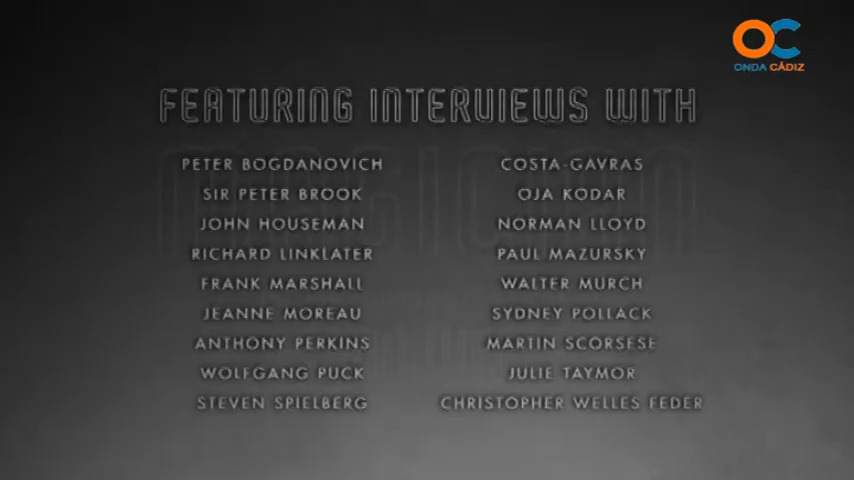 OC
ONDA CÁDIZ
FEATURING INTERVIEWS WITH
MAGICIAN
PETER BOGDANOVICH
SIR PETER BROOK
JOHN HOUSEMAN
RICHARD LINKLATER
FRANK MARSHALL
JEANNE MOREAU
ANTHONY PERKINS
WOLFGANG PUCK
STEVEN SPIELBERG
COSTA-GAVRAS
OJA KODAR
NORMAN LLOYD
PAUL MAZURSKY
WALTER MURCH
SYDNEY POLLACK
MARTIN SCORSESE
JULIE TAYMOR
CHRISTOPHER WELLES FEDER